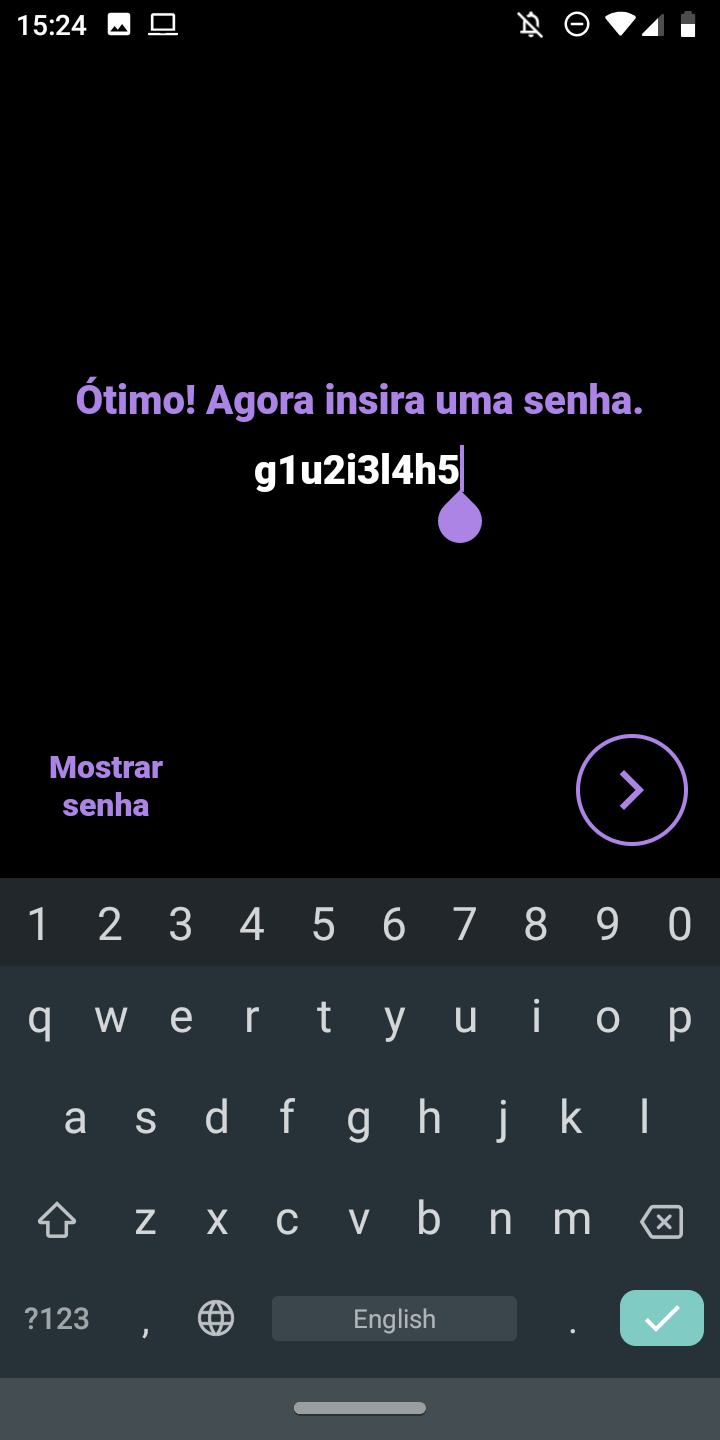 15:24
Ótimo! Agora insira uma senha.
g1u2i3l4h5
Mostrar
senha
1 2 3 4 5 6 7 8 9 0
q w e r t y u i o p
a s d f g h j k l
z x c v b n m
?123 , English .